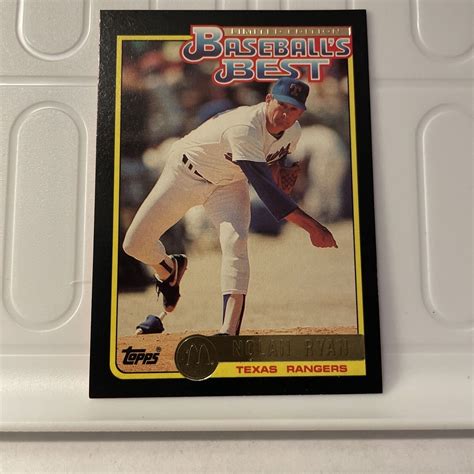 LIMITED EDITION
BASEBALL'S
BEST
Topps
NOLAN RYAN
TEXAS RANGERS